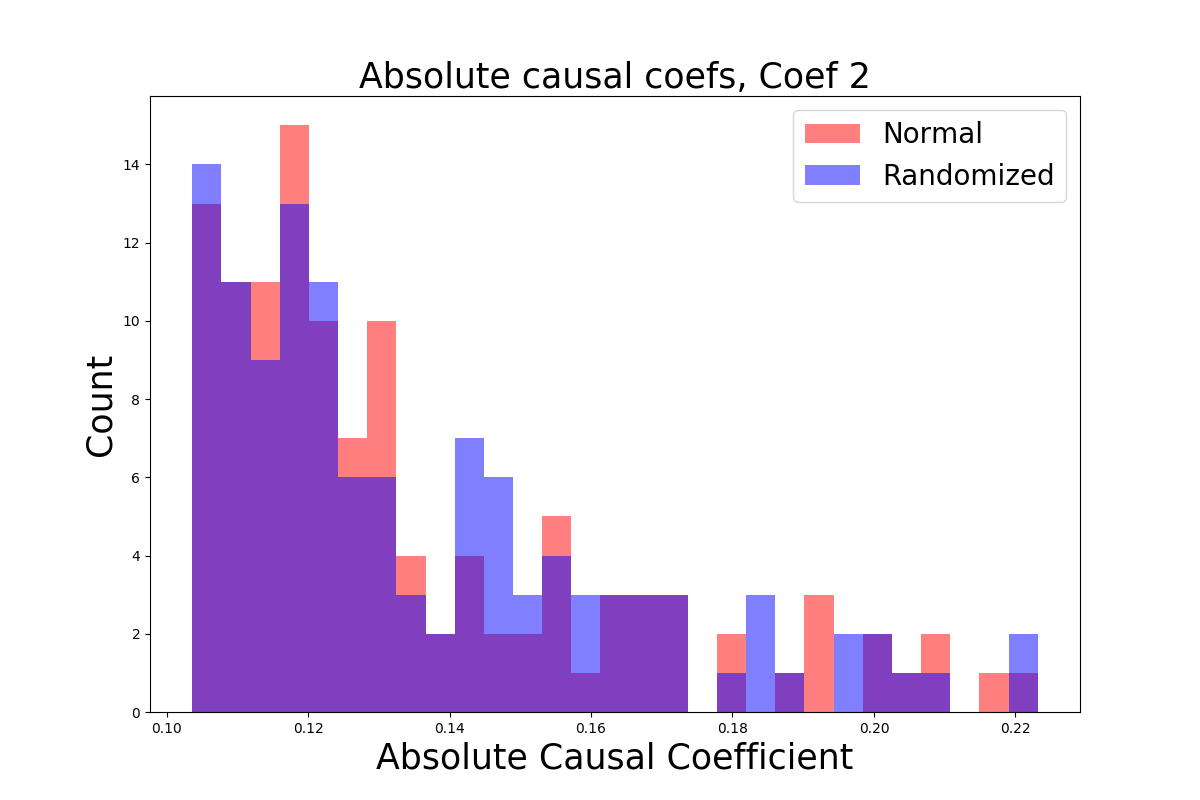 Absolute causal coefs, Coef 2
Normal
Randomized
14
12
10
8
6
4
2
0
Count
0.10 0.12 0.14 0.16 0.18 0.20 0.22
Absolute Causal Coefficient